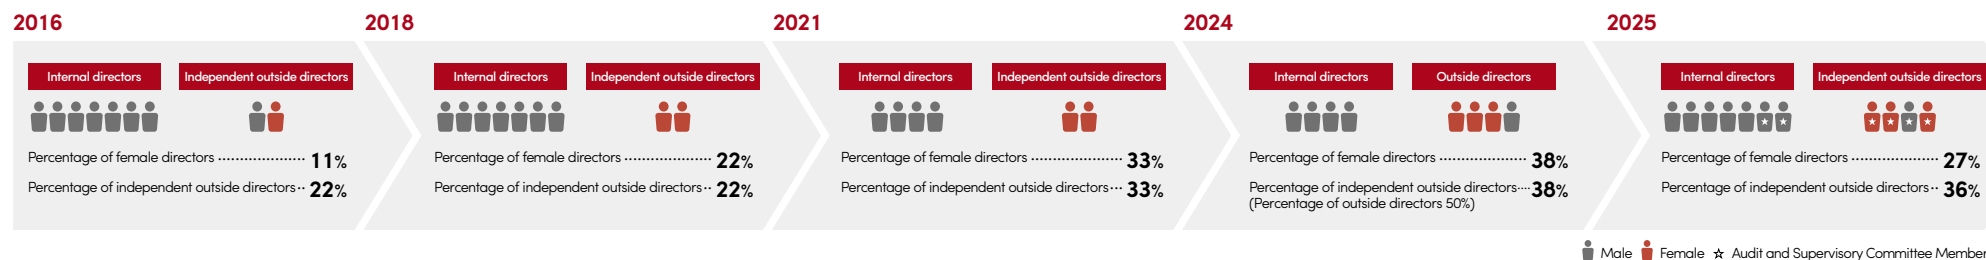 2016
Internal directors
Independent outside directors
Percentage of female directors 11%
Percentage of independent outside directors 22%
2018
Internal directors
Independent outside directors
Percentage of female directors 22%
Percentage of independent outside directors 22%
2021
Internal directors
Independent outside directors
Percentage of female directors 33%
Percentage of independent outside directors 33%
2024
Internal directors
Outside directors
Percentage of female directors 38%
Percentage of independent outside directors 38%
(Percentage of outside directors 50%)
2025
Internal directors
Independent outside directors
Percentage of female directors 27%
Percentage of independent outside directors 36%
Male Female ☆ Audit and Supervisory Committee Member